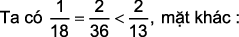 Ta có 1/18 = 2/36 < 2/13, mặt khác :